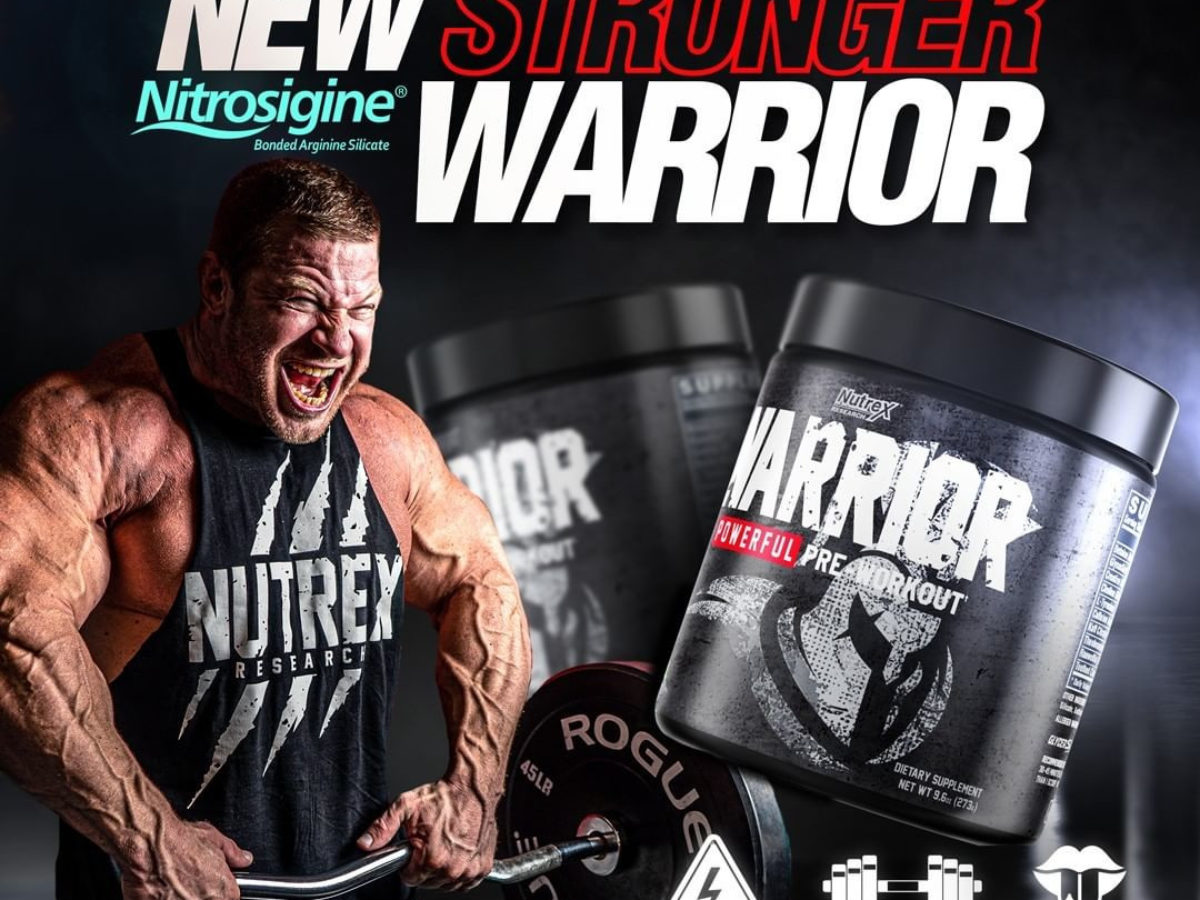 NEW STRONGER
Nitrosigine®
Bonded Arginine Silicate
WARRIOR
NUTREX
RESEARCH
ROGUE
45LB
NUTREX
RESEARCH
WARRIOR
POWERFUL PRE-WORKOUT
DIETARY SUPPLEMENT
NET WT 9.6oz (273g)